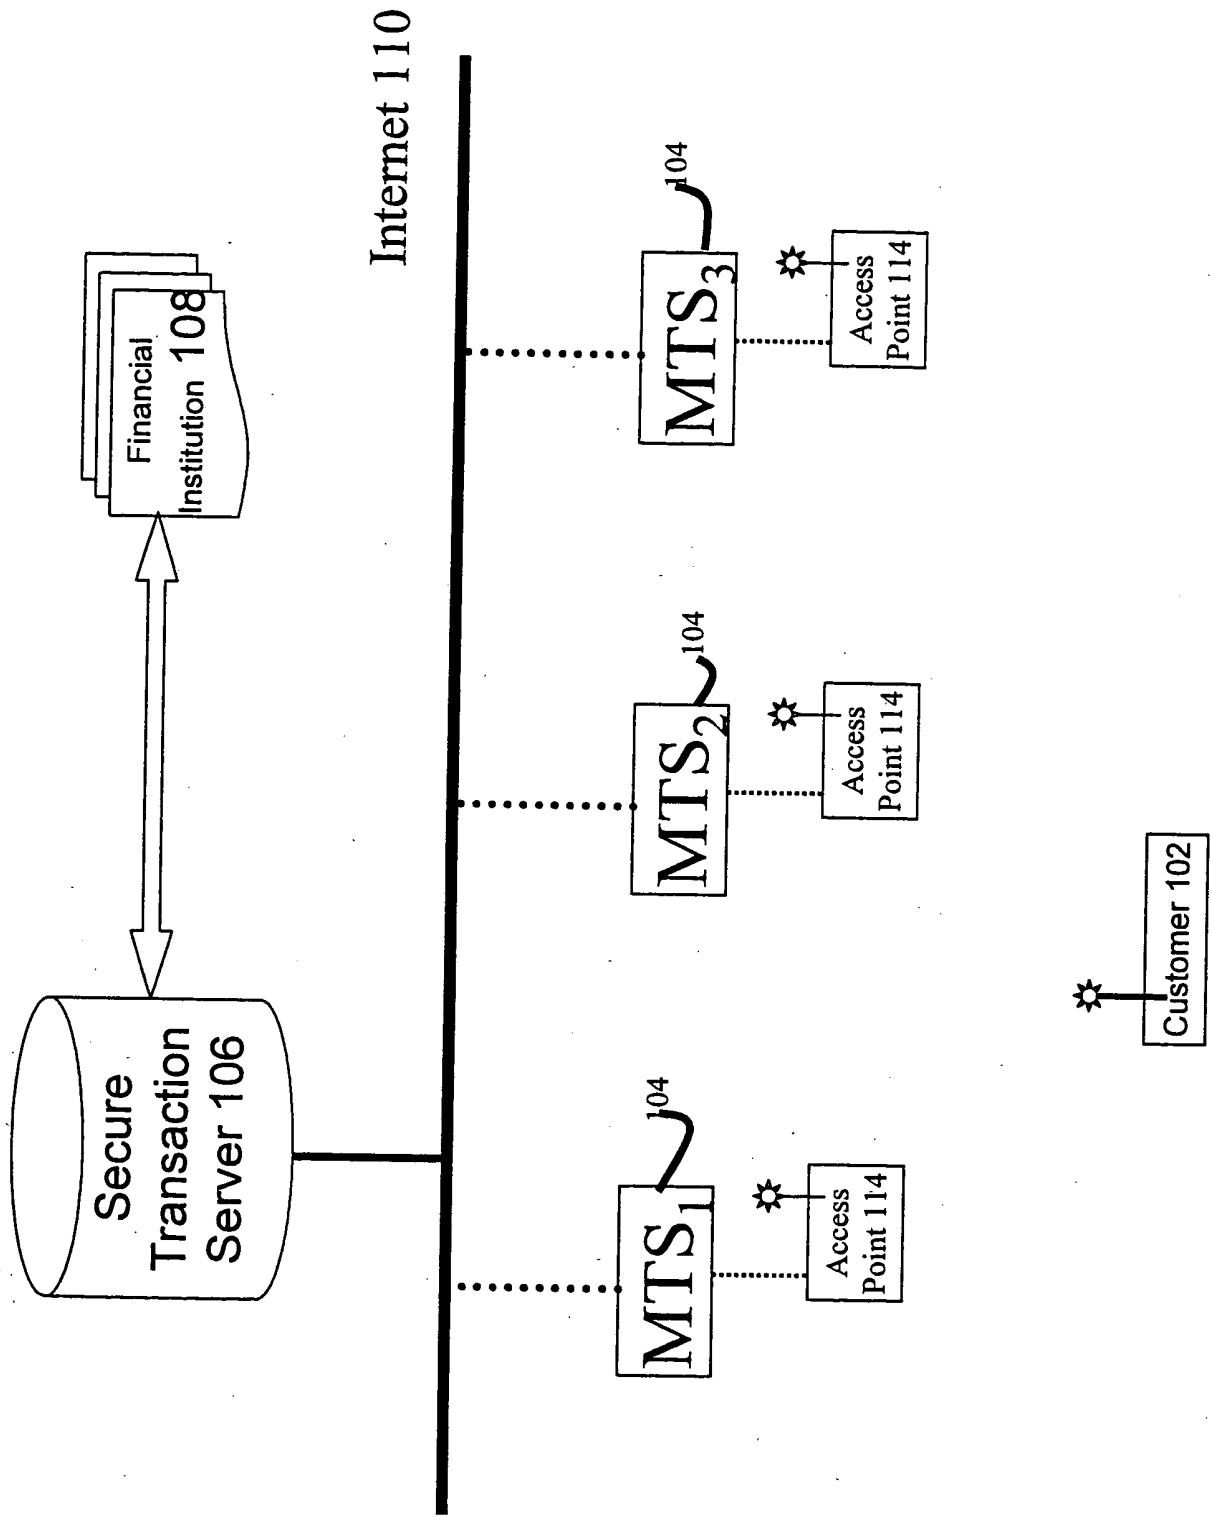 Secure
Transaction
Server 106
Financial
Institution 108
Internet 110
MTS1
104
MTS2
104
MTS3
104
Access
Point 114
Access
Point 114
Access
Point 114
Customer 102